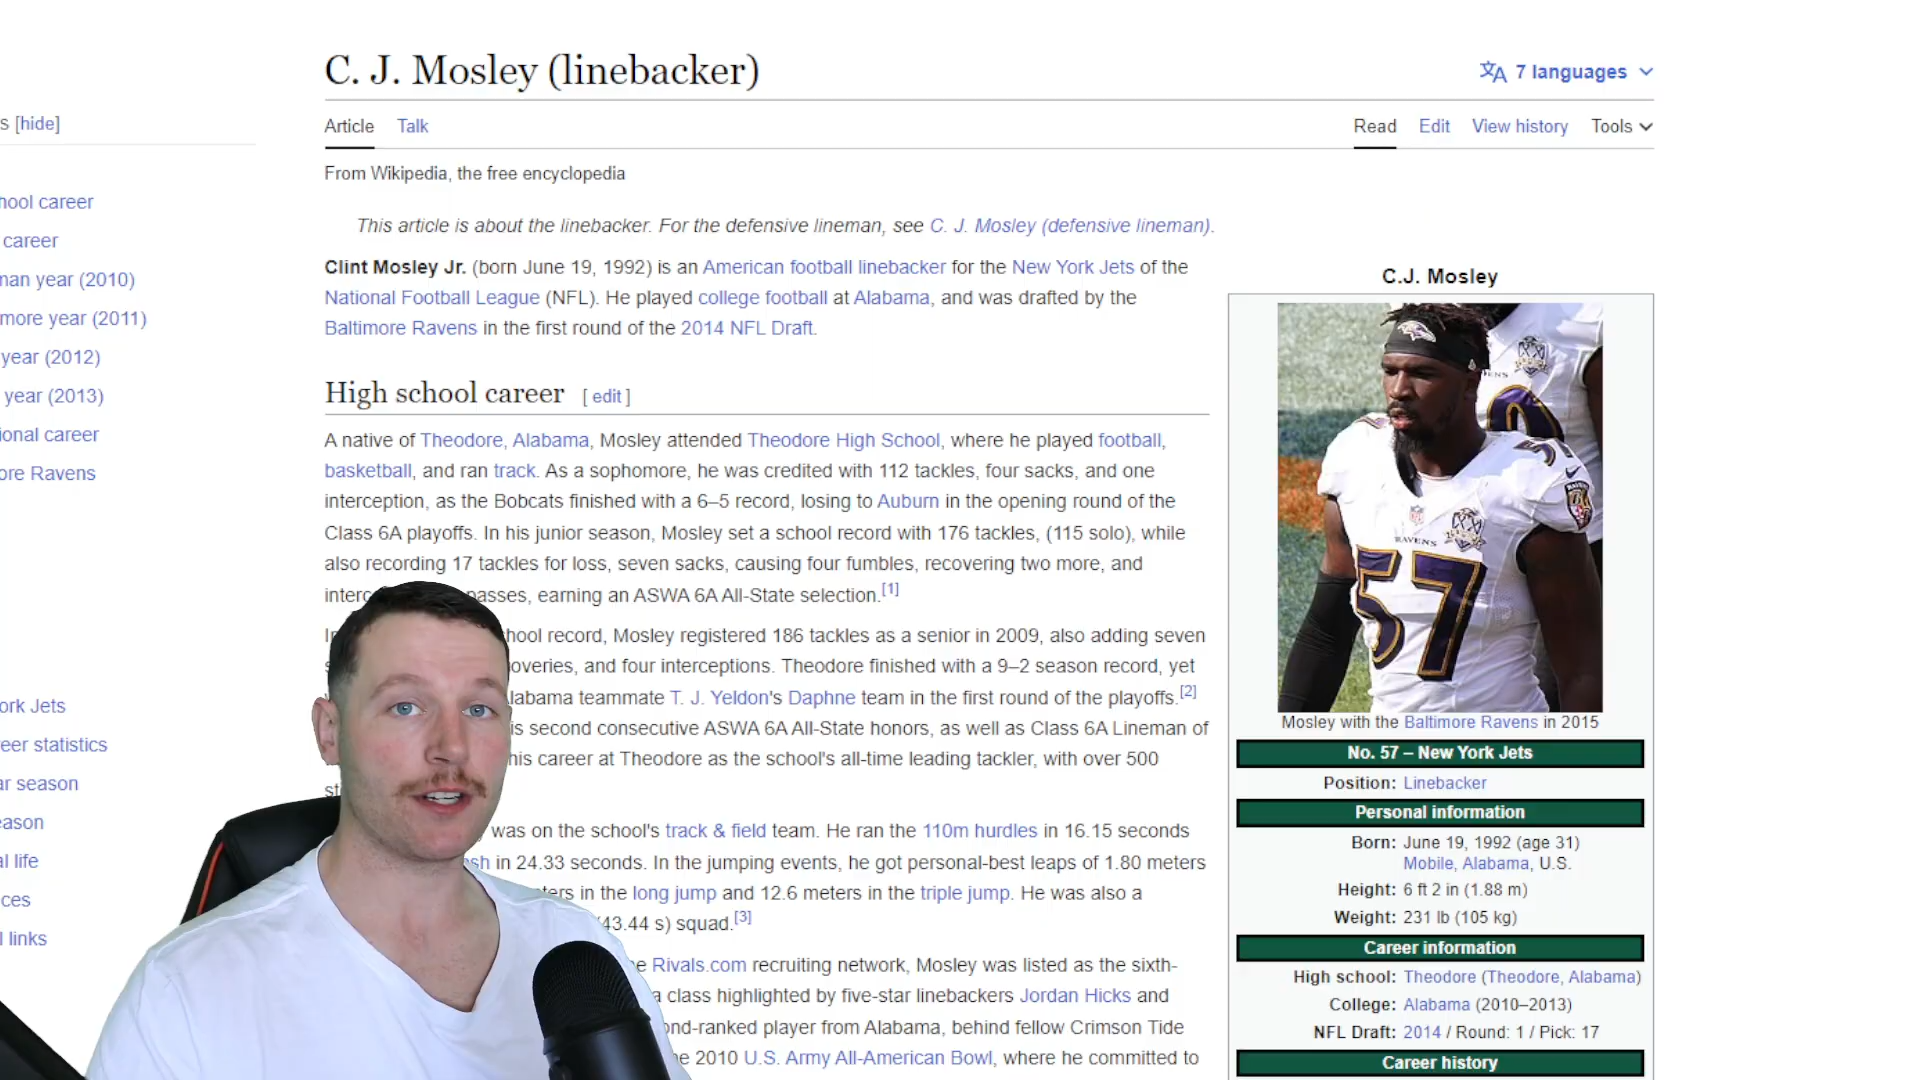 C. J. Mosley (linebacker)
7 languages
s [hide]
Article Talk
Read Edit View history Tools
From Wikipedia, the free encyclopedia
hool career
career
man year (2010)
more year (2011)
year (2012)
year (2013)
ional career
ore Ravens
ork Jets
eer statistics
ar season
eason
al life
ces
l links
This article is about the linebacker. For the defensive lineman, see C. J. Mosley (defensive lineman).
Clint Mosley Jr. (born June 19, 1992) is an American football linebacker for the New York Jets of the
National Football League (NFL). He played college football at Alabama, and was drafted by the
Baltimore Ravens in the first round of the 2014 NFL Draft.
High school career [ edit ]
A native of Theodore, Alabama, Mosley attended Theodore High School, where he played football,
basketball, and ran track. As a sophomore, he was credited with 112 tackles, four sacks, and one
interception, as the Bobcats finished with a 6–5 record, losing to Auburn in the opening round of the
Class 6A playoffs. In his junior season, Mosley set a school record with 176 tackles, (115 solo), while
also recording 17 tackles for loss, seven sacks, causing four fumbles, recovering two more, and
interc passes, earning an ASWA 6A All-State selection.[1]
hool record, Mosley registered 186 tackles as a senior in 2009, also adding seven
overies, and four interceptions. Theodore finished with a 9–2 season record, yet
labama teammate T. J. Yeldon's Daphne team in the first round of the playoffs.[2]
is second consecutive ASWA 6A All-State honors, as well as Class 6A Lineman of
his career at Theodore as the school's all-time leading tackler, with over 500
st
was on the school's track & field team. He ran the 110m hurdles in 16.15 seconds
sh in 24.33 seconds. In the jumping events, he got personal-best leaps of 1.80 meters
ters in the long jump and 12.6 meters in the triple jump. He was also a
(43.44 s) squad.[3]
e Rivals.com recruiting network, Mosley was listed as the sixth-
a class highlighted by five-star linebackers Jordan Hicks and
ond-ranked player from Alabama, behind fellow Crimson Tide
he 2010 U.S. Army All-American Bowl, where he committed to
C.J. Mosley
RAVENS
57
Mosley with the Baltimore Ravens in 2015
No. 57 – New York Jets
Position: Linebacker
Personal information
Born: June 19, 1992 (age 31)
Mobile, Alabama, U.S.
Height: 6 ft 2 in (1.88 m)
Weight: 231 lb (105 kg)
Career information
High school: Theodore (Theodore, Alabama)
College: Alabama (2010–2013)
NFL Draft: 2014 / Round: 1 / Pick: 17
Career history